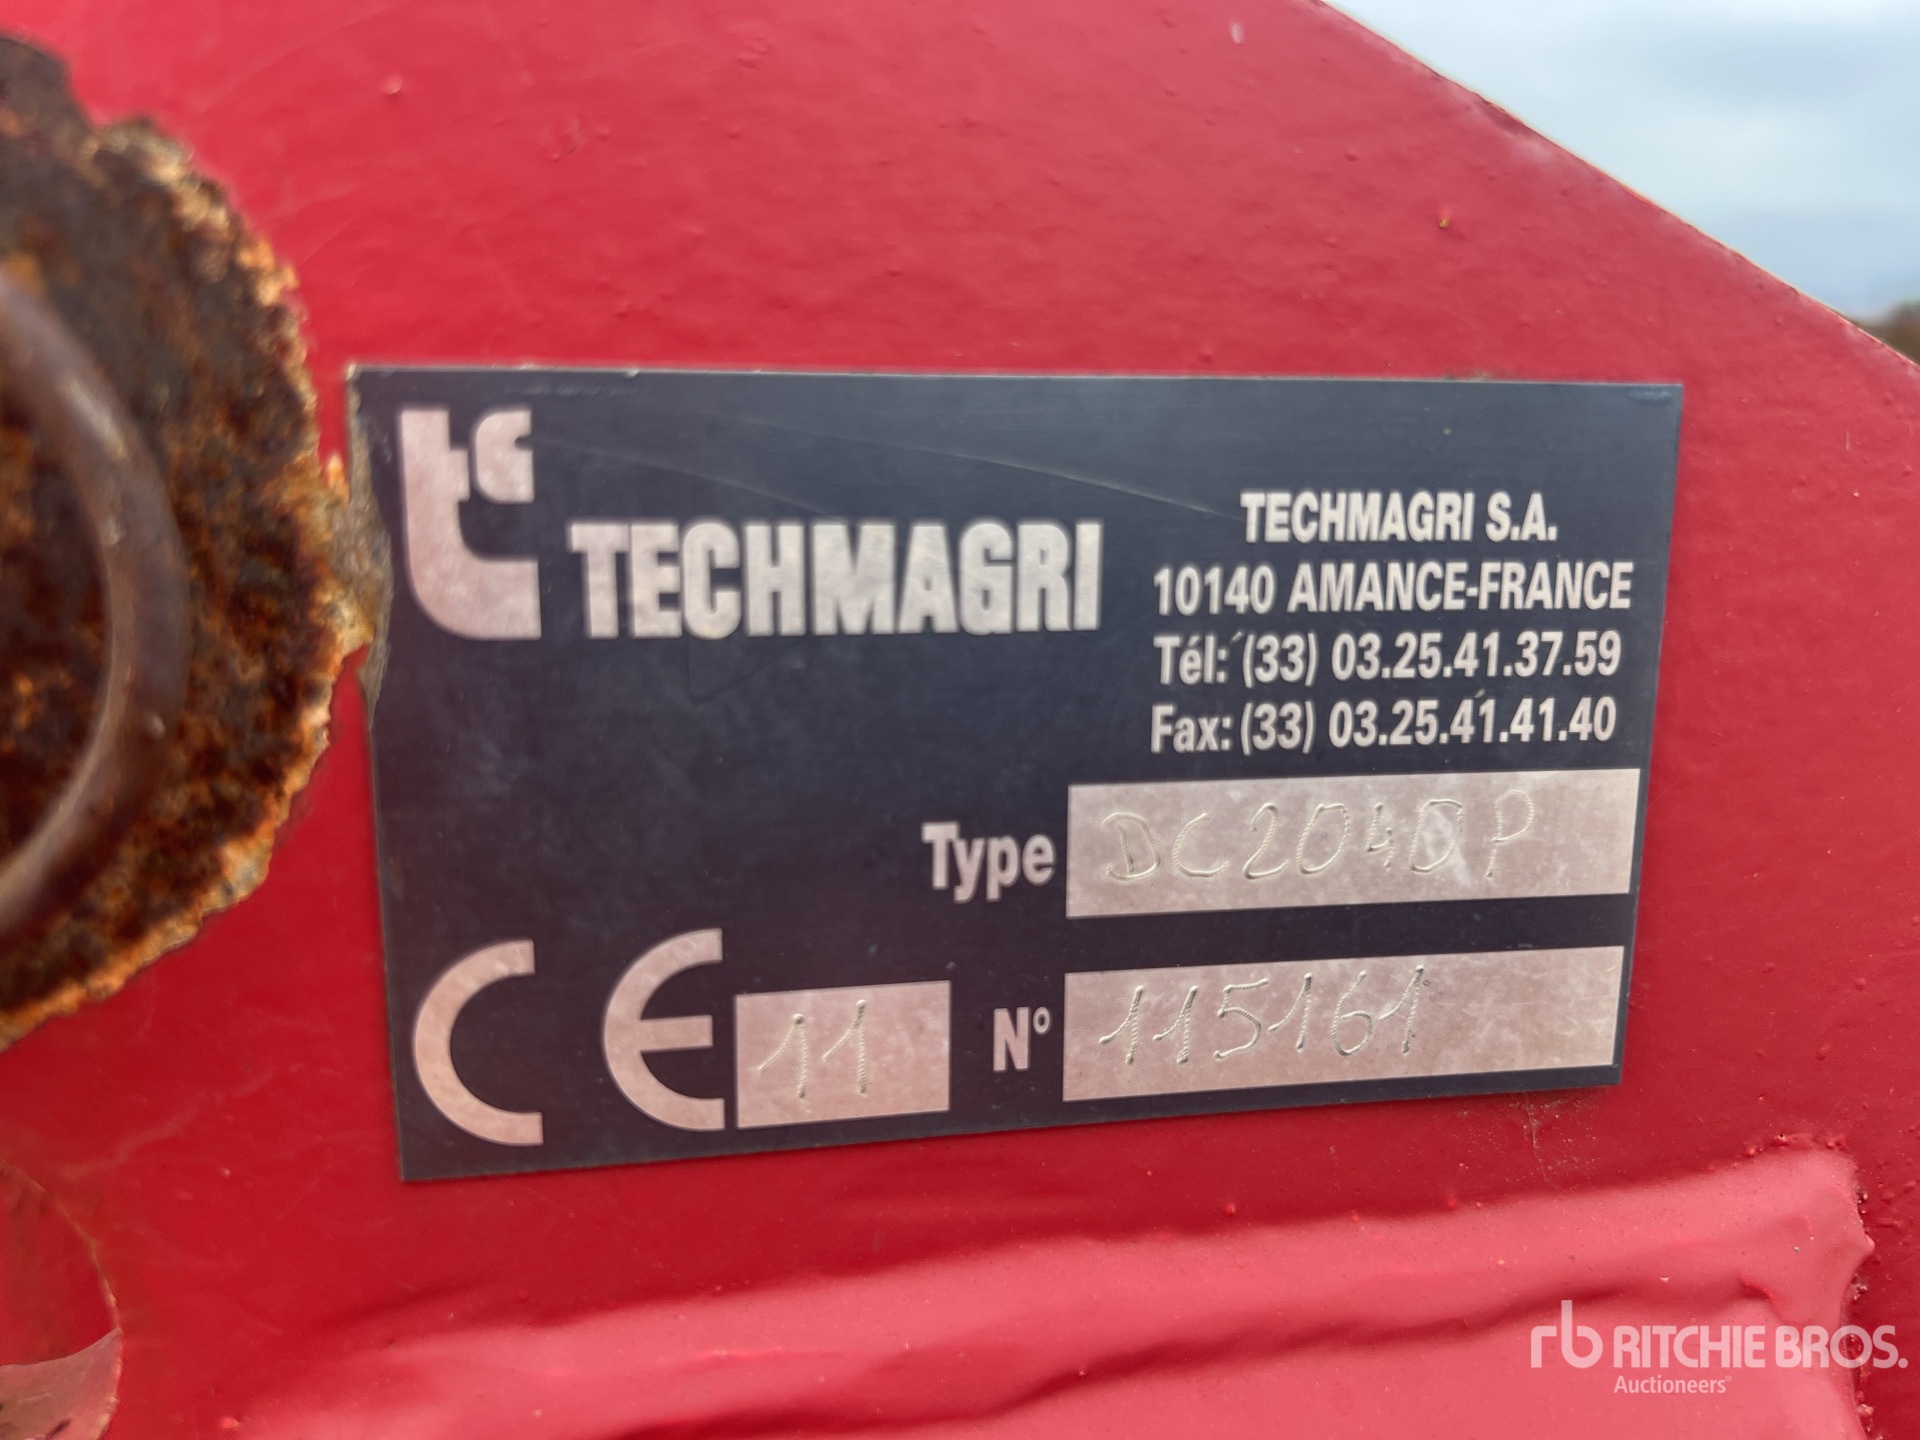 TECHMAGRI
TECHMAGRI S.A.
10140 AMANCE-FRANCE
Tél: (33) 03.25.41.37.59
Fax: (33) 03.25.41.41.40
Type DC204DP
CE 11 N° 115161
rb RITCHIE BROS.
Auctioneers